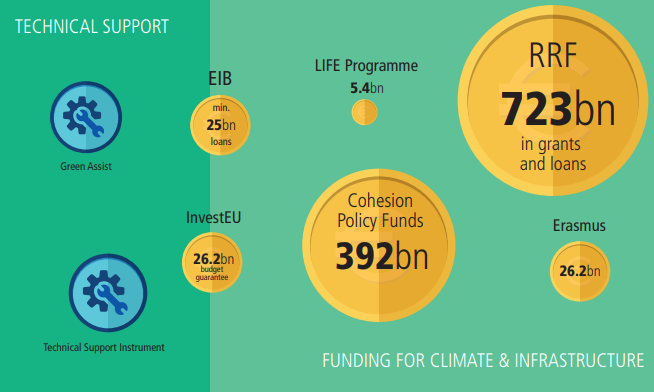 TECHNICAL SUPPORT
Green Assist
Technical Support Instrument
EIB
min.
25bn
loans
InvestEU
26.2bn
budget
guarantee
LIFE Programme
5.4bn
Cohesion
Policy Funds
392bn
RRF
723bn
in grants
and loans
Erasmus
26.2bn
FUNDING FOR CLIMATE & INFRASTRUCTURE